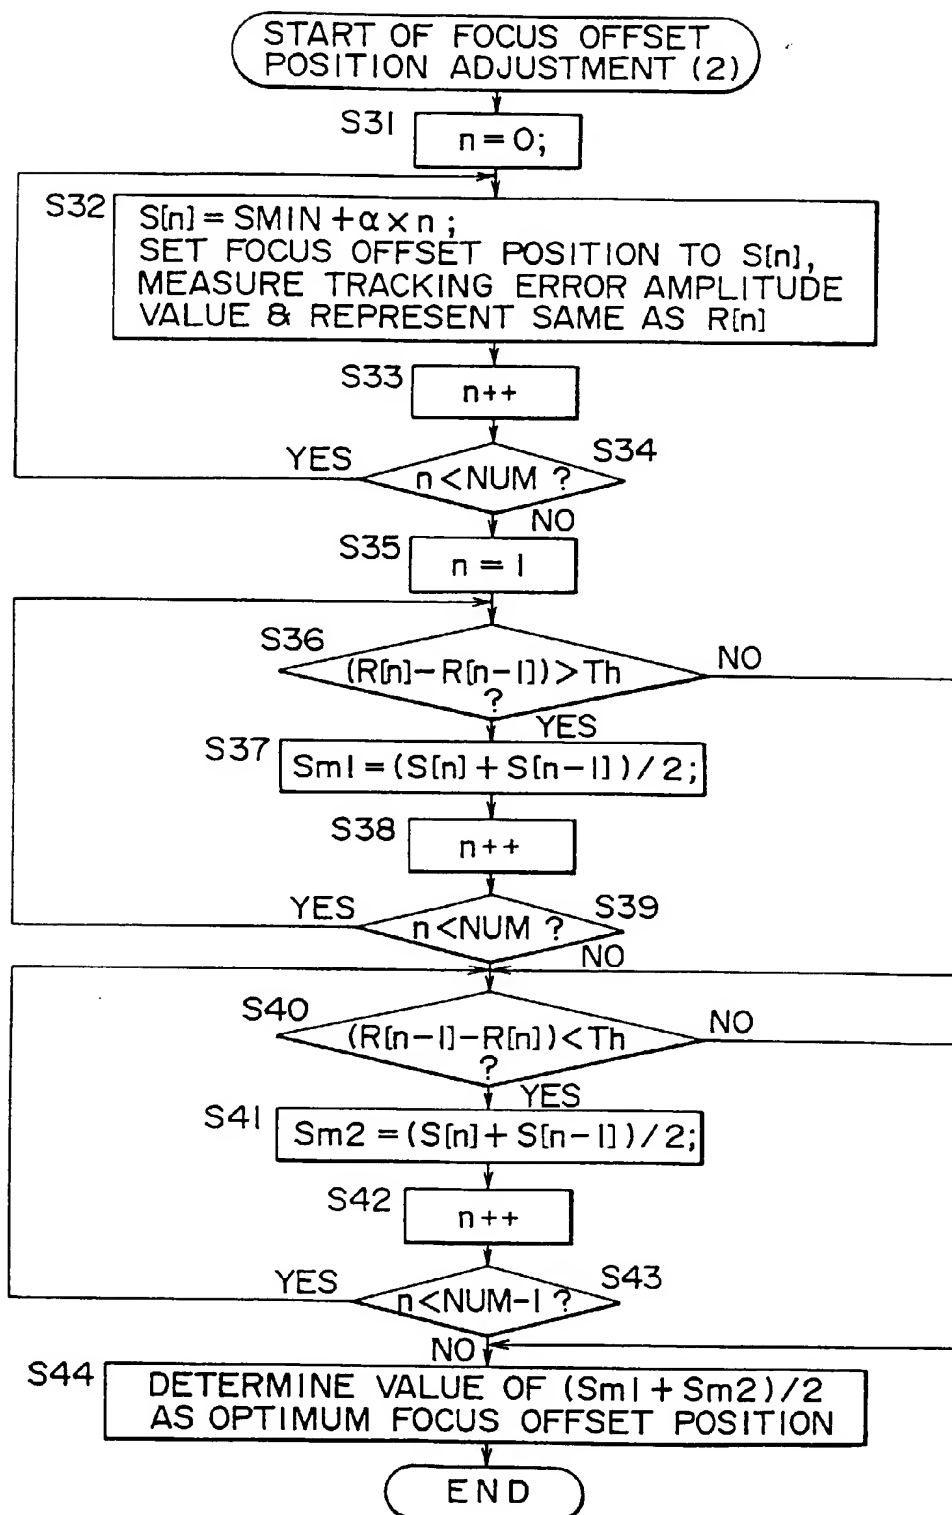 START OF FOCUS OFFSET
POSITION ADJUSTMENT (2)
S31
n = 0;
S32
S[n] = SMIN + α × n ;
SET FOCUS OFFSET POSITION TO S[n],
MEASURE TRACKING ERROR AMPLITUDE
VALUE & REPRESENT SAME AS R[n]
S33
n++
S34
YES
n < NUM ?
NO
S35
n = 1
S36
(R[n]-R[n-1]) > Th
?
NO
YES
S37
Sm1 = (S[n] + S[n-1]) / 2;
S38
n++
YES
S39
n < NUM ?
NO
S40
(R[n-1]-R[n]) < Th
?
NO
YES
S41
Sm2 = (S[n] + S[n-1]) / 2;
S42
n++
YES
S43
n < NUM-1 ?
NO
S44
DETERMINE VALUE OF (Sm1 + Sm2) / 2
AS OPTIMUM FOCUS OFFSET POSITION
END